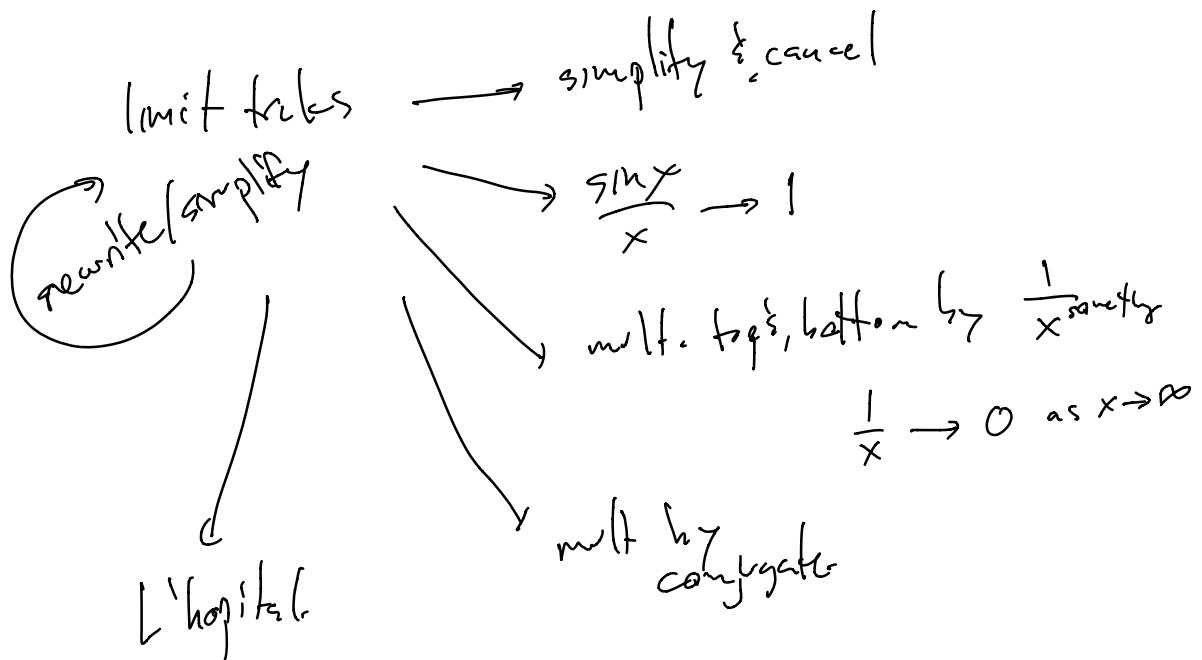 limit tricks → simplify & cancel
rewrite/simplify
sin x / x → 1
mult. top & bottom by 1 / x^something
1 / x → 0 as x → ∞
mult by
conjugate
L'hopital.